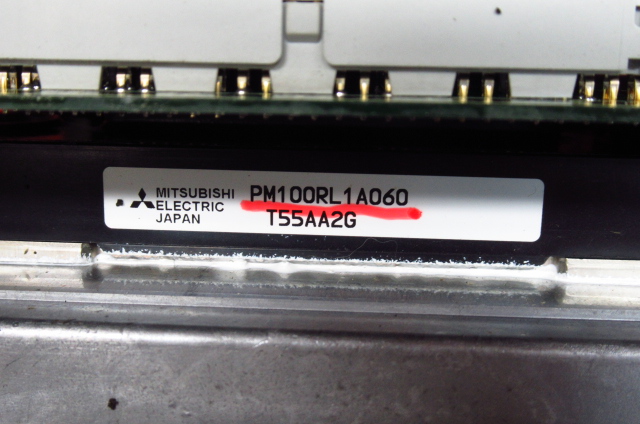 MITSUBISHI ELECTRIC JAPAN
PM100RL1A060
T55AA2G